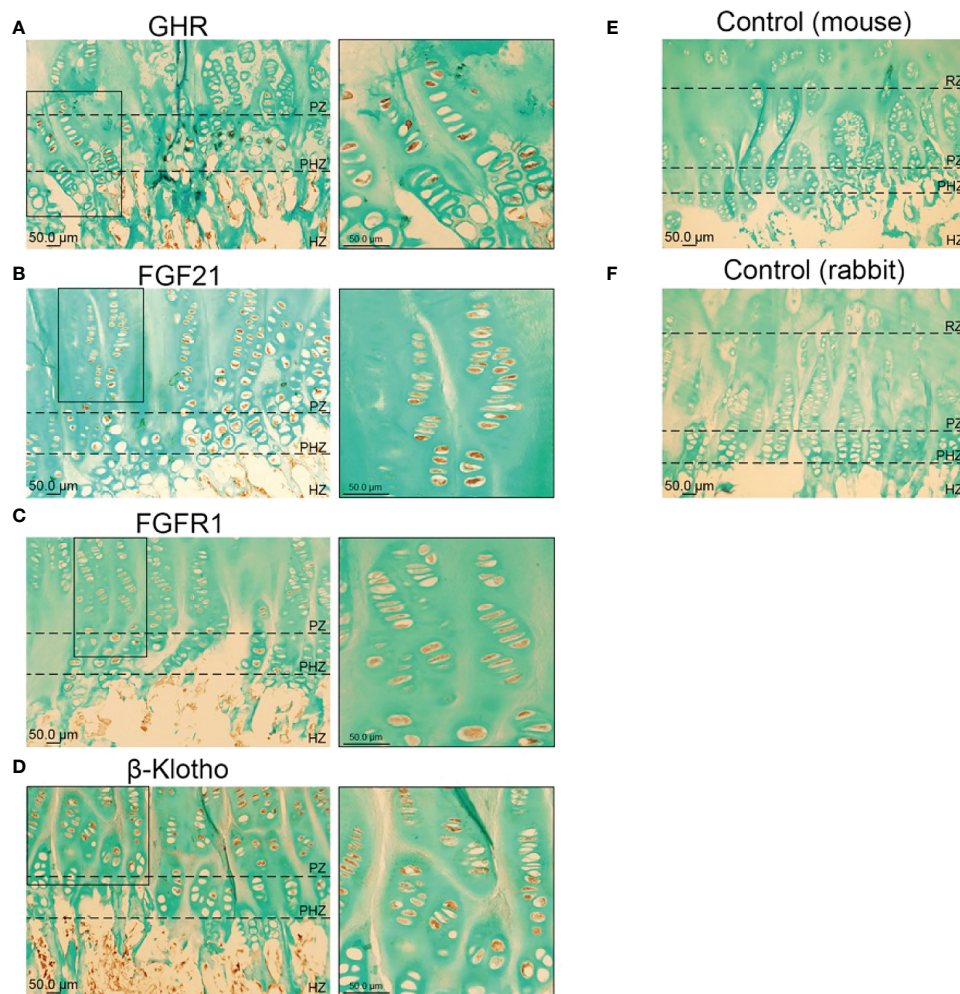 A
GHR
PZ
PHZ
HZ
50.0 µm
50.0 µm
B
FGF21
PZ
PHZ
HZ
50.0 µm
50.0 µm
C
FGFR1
PZ
PHZ
HZ
50.0 µm
50.0 µm
D
β-Klotho
PZ
PHZ
HZ
50.0 µm
50.0 µm
E
Control (mouse)
RZ
PZ
PHZ
HZ
50.0 µm
F
Control (rabbit)
RZ
PZ
PHZ
HZ
50.0 µm